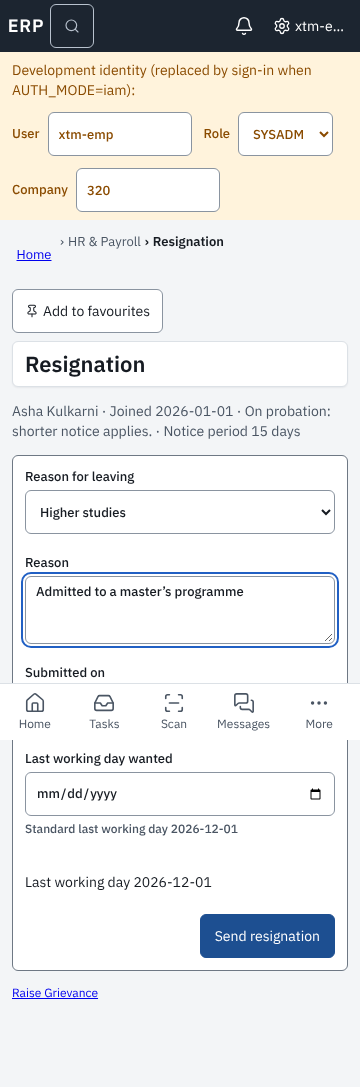 ERP
xtm-e...
Development identity (replaced by sign-in when
AUTH_MODE=iam):
User
xtm-emp
Role
SYSADM
Company
320
Home
› HR & Payroll › Resignation
Add to favourites
Resignation
Asha Kulkarni · Joined 2026-01-01 · On probation:
shorter notice applies. · Notice period 15 days
Reason for leaving
Higher studies
Reason
Admitted to a master’s programme
Submitted on
Home
Tasks
Scan
Messages
More
Last working day wanted
mm/dd/yyyy
Standard last working day 2026-12-01
Last working day 2026-12-01
Send resignation
Raise Grievance